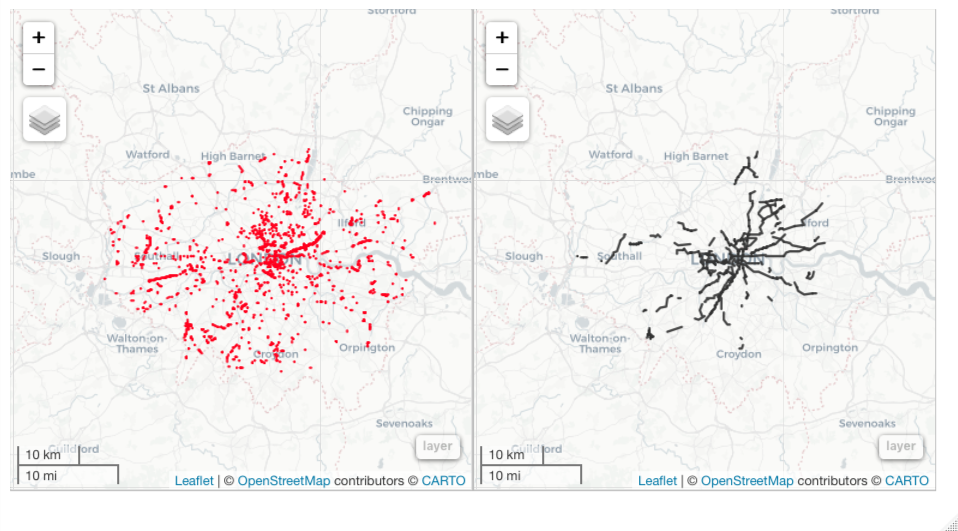 Stortford
+
−
St Albans
Chipping
Ongar
Watford
High Barnet
mbe
Brentwoo
Ilford
Slough
Southall
LONDON
Walton-on-
Thames
Croydon
Orpington
Sevenoaks
Guildford
layer
10 km
10 mi
Leaflet | © OpenStreetMap contributors © CARTO
Stortford
+
−
St Albans
Chipping
Ongar
Watford
High Barnet
mbe
Brentwoo
Ilford
Slough
Southall
LONDON
Walton-on-
Thames
Croydon
Orpington
Sevenoaks
Guildford
layer
10 km
10 mi
Leaflet | © OpenStreetMap contributors © CARTO